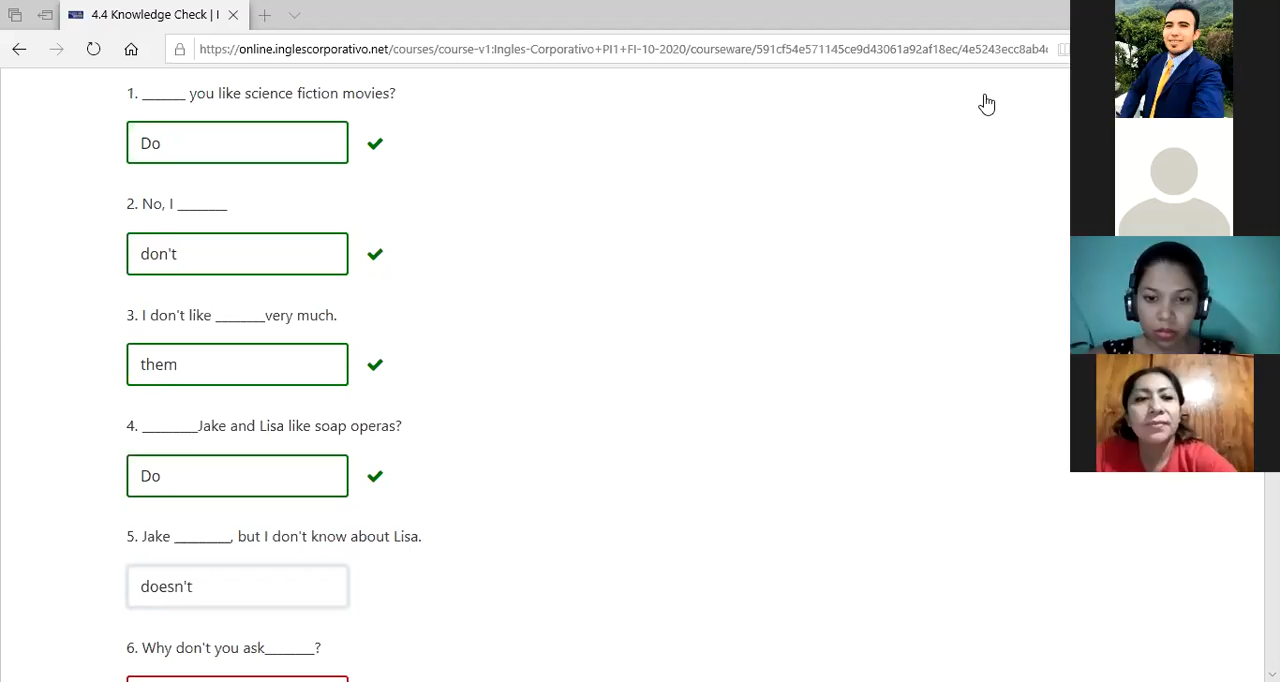 4.4 Knowledge Check | I
https://online.inglescorporativo.net/courses/course-v1:Ingles-Corporativo+PI1+FI-10-2020/courseware/591cf54e571145ce9d43061a92af18ec/4e5243ecc8ab4c
1. ______ you like science fiction movies?
Do
2. No, I _______
don't
3. I don't like _______very much.
them
4. ________Jake and Lisa like soap operas?
Do
5. Jake ________, but I don't know about Lisa.
doesn't
6. Why don't you ask_______?